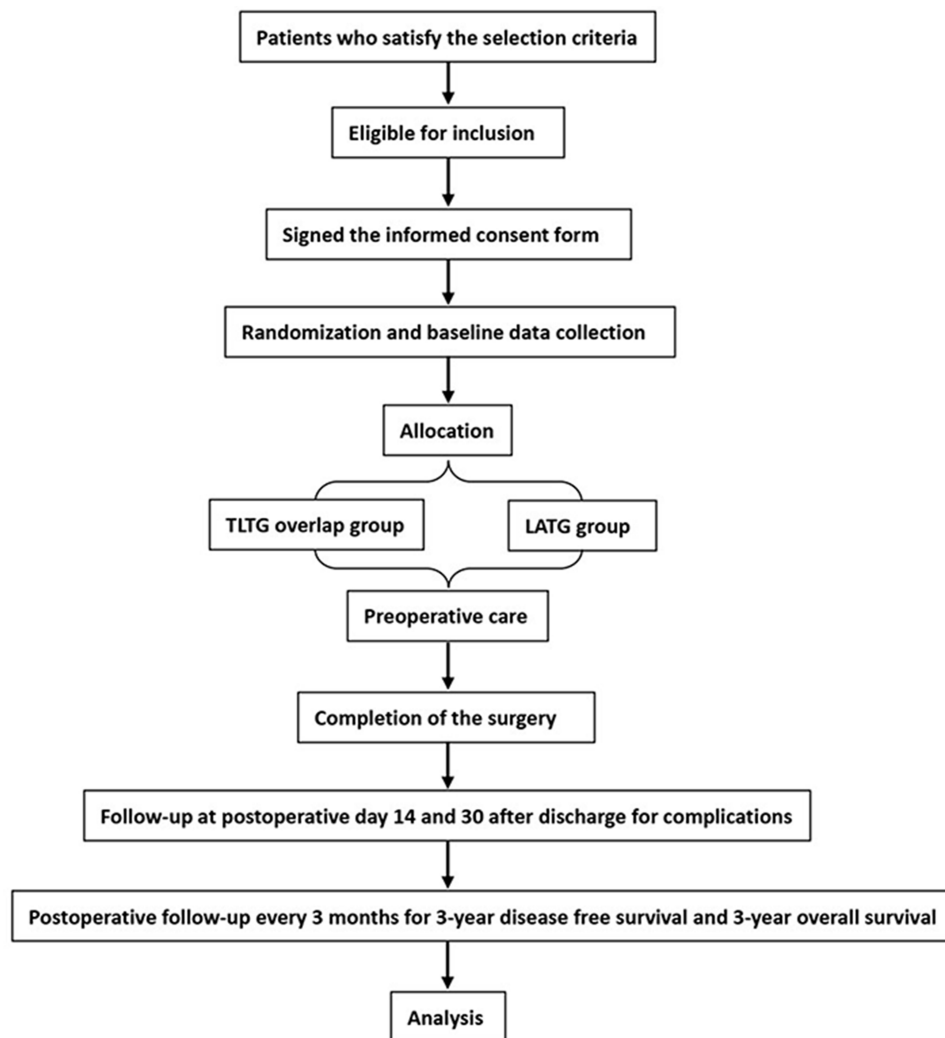 Patients who satisfy the selection criteria
Eligible for inclusion
Signed the informed consent form
Randomization and baseline data collection
Allocation
TLTG overlap group
LATG group
Preoperative care
Completion of the surgery
Follow-up at postoperative day 14 and 30 after discharge for complications
Postoperative follow-up every 3 months for 3-year disease free survival and 3-year overall survival
Analysis